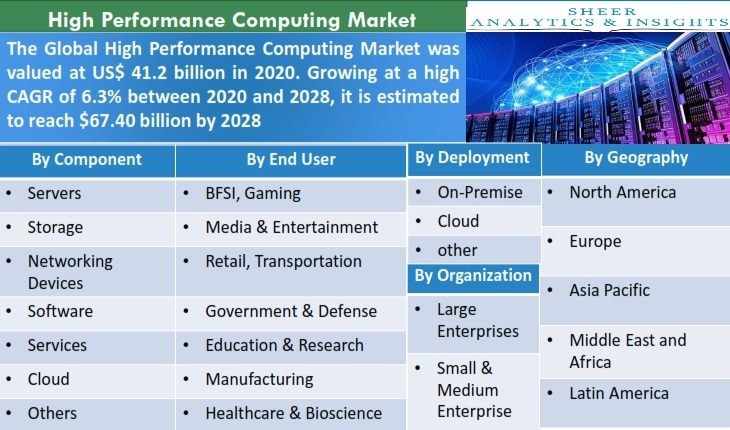 High Performance Computing Market
SHEER
ANALYTICS & INSIGHTS
The Global High Performance Computing Market was
valued at US$ 41.2 billion in 2020. Growing at a high
CAGR of 6.3% between 2020 and 2028, it is estimated
to reach $67.40 billion by 2028
By Component
• Servers
• Storage
• Networking
Devices
• Software
• Services
• Cloud
• Others
By End User
• BFSI, Gaming
• Media & Entertainment
• Retail, Transportation
• Government & Defense
• Education & Research
• Manufacturing
• Healthcare & Bioscience
By Deployment
• On-Premise
• Cloud
• other
By Organization
• Large
Enterprises
• Small &
Medium
Enterprise
By Geography
• North America
• Europe
• Asia Pacific
• Middle East and
Africa
• Latin America